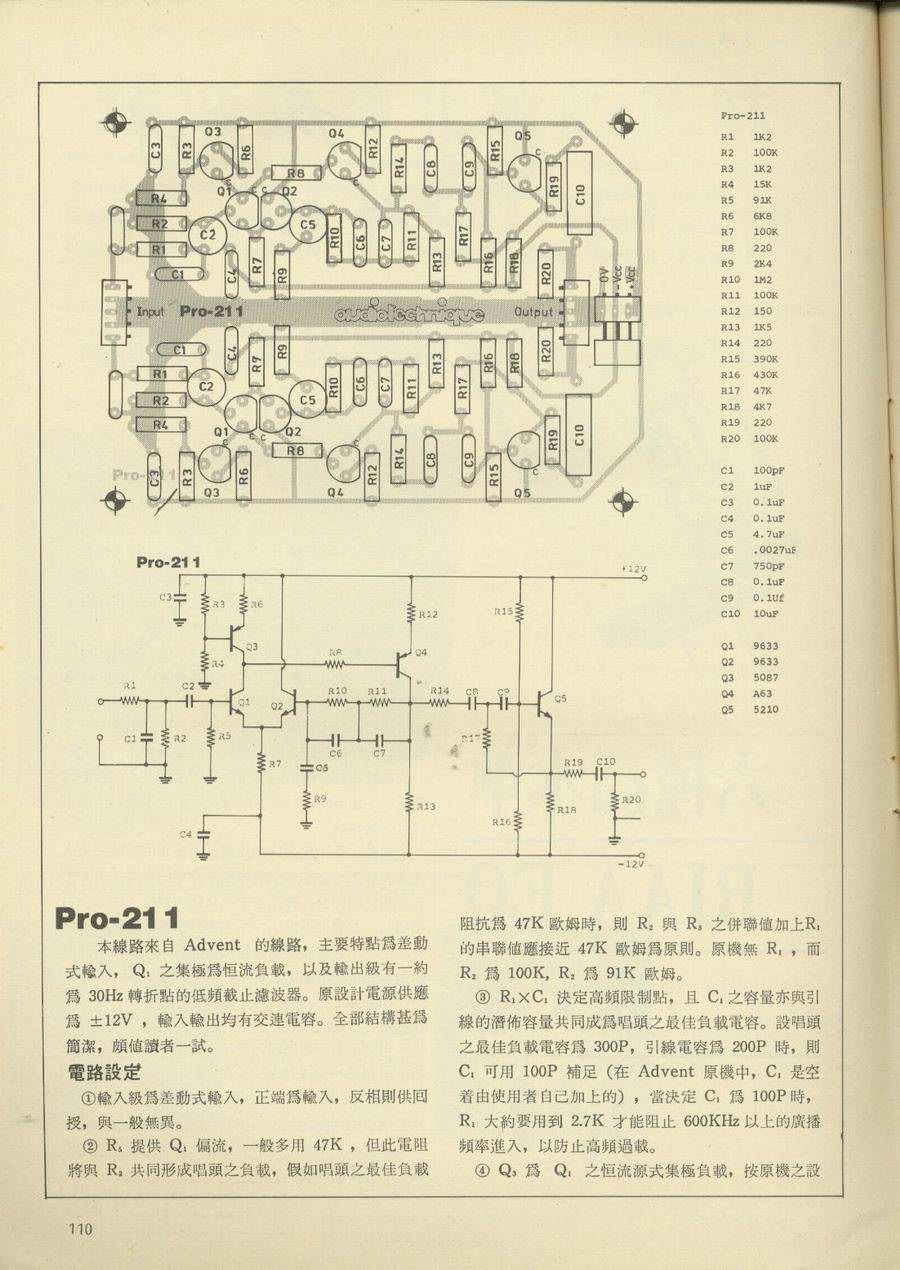 C3
R3
Q3
R6
R8
Q4
R12
R14
C8
C9
R15
Q5
C
R19
C10
R4
R2
R1
Q1
C
C
Q2
C2
C5
R10
C6
C7
R11
R17
R13
R16
R18
R20
C1
C4
R7
R9
0V
-Vcc
+Vcc
Input
Pro-211
audiotechnique
Output
C1
C4
R7
R9
R13
R16
R18
R20
R1
R2
R4
C2
C5
R10
C6
C7
R11
R17
R19
C10
Q1
C
C
Q2
R8
C
Q4
R12
R14
C8
C9
R15
C
Q5
C3
R3
Q3
R6
Pro-211
Pro-211
R1 1K2
R2 100K
R3 1K2
R4 15K
R5 91K
R6 6K8
R7 100K
R8 220
R9 2K4
R10 1M2
R11 100K
R12 150
R13 1K5
R14 220
R15 390K
R16 430K
R17 47K
R18 4K7
R19 220
R20 100K
C1 100pF
C2 1uF
C3 0.1uF
C4 0.1uF
C5 4.7uF
C6 .0027uF
C7 750pF
C8 0.1uF
C9 0.1Uf
C10 10uF
Q1 9633
Q2 9633
Q3 5087
Q4 A63
Q5 5210
Pro-211
+12V
C3
R3
R6
R12
R15
Q3
R4
R8
Q4
R1
C2
Q1
Q2
R10
R11
R14
C8
C9
Q5
C1
R2
R5
R7
C6
C7
C5
R17
R19
C10
R9
R13
R16
R18
R20
C4
-12V
Pro-211
本線路來自 Advent 的線路，主要特點爲差動
式輸入，Q₁ 之集極爲恒流負載，以及輸出級有一約
爲 30Hz 轉折點的低頻截止濾波器。原設計電源供應
爲 ±12V ，輸入輸出均有交連電容。全部結構甚爲
簡潔，頗值讀者一試。
電路設定
①輸入級爲差動式輸入，正端爲輸入，反相則供囘
授，與一般無異。
② R₅ 提供 Q₁ 偏流，一般多用 47K ，但此電阻
將與 R₂ 共同形成唱頭之負載，假如唱頭之最佳負載
阻抗爲 47K 歐姆時，則 R₂ 與 R₅ 之併聯值加上R₁
的串聯值應接近 47K 歐姆爲原則。原機無 R₁ ，而
R₂ 爲 100K, R₂ 爲 91K 歐姆。
③ R₁×C₁ 決定高頻限制點，且 C₁ 之容量亦與引
線的潛佈容量共同成爲唱頭之最佳負載電容。設唱頭
之最佳負載電容爲 300P，引線電容爲 200P 時，則
C₁ 可用 100P 補足（在 Advent 原機中，C₁ 是空
着由使用者自己加上的），當決定 C₁ 爲 100P 時，
R₁ 大約要用到 2.7K 才能阻止 600KHz 以上的廣播
頻率進入，以防止高頻過載。
④ Q₃ 爲 Q₁ 之恒流源式集極負載，按原機之設
110